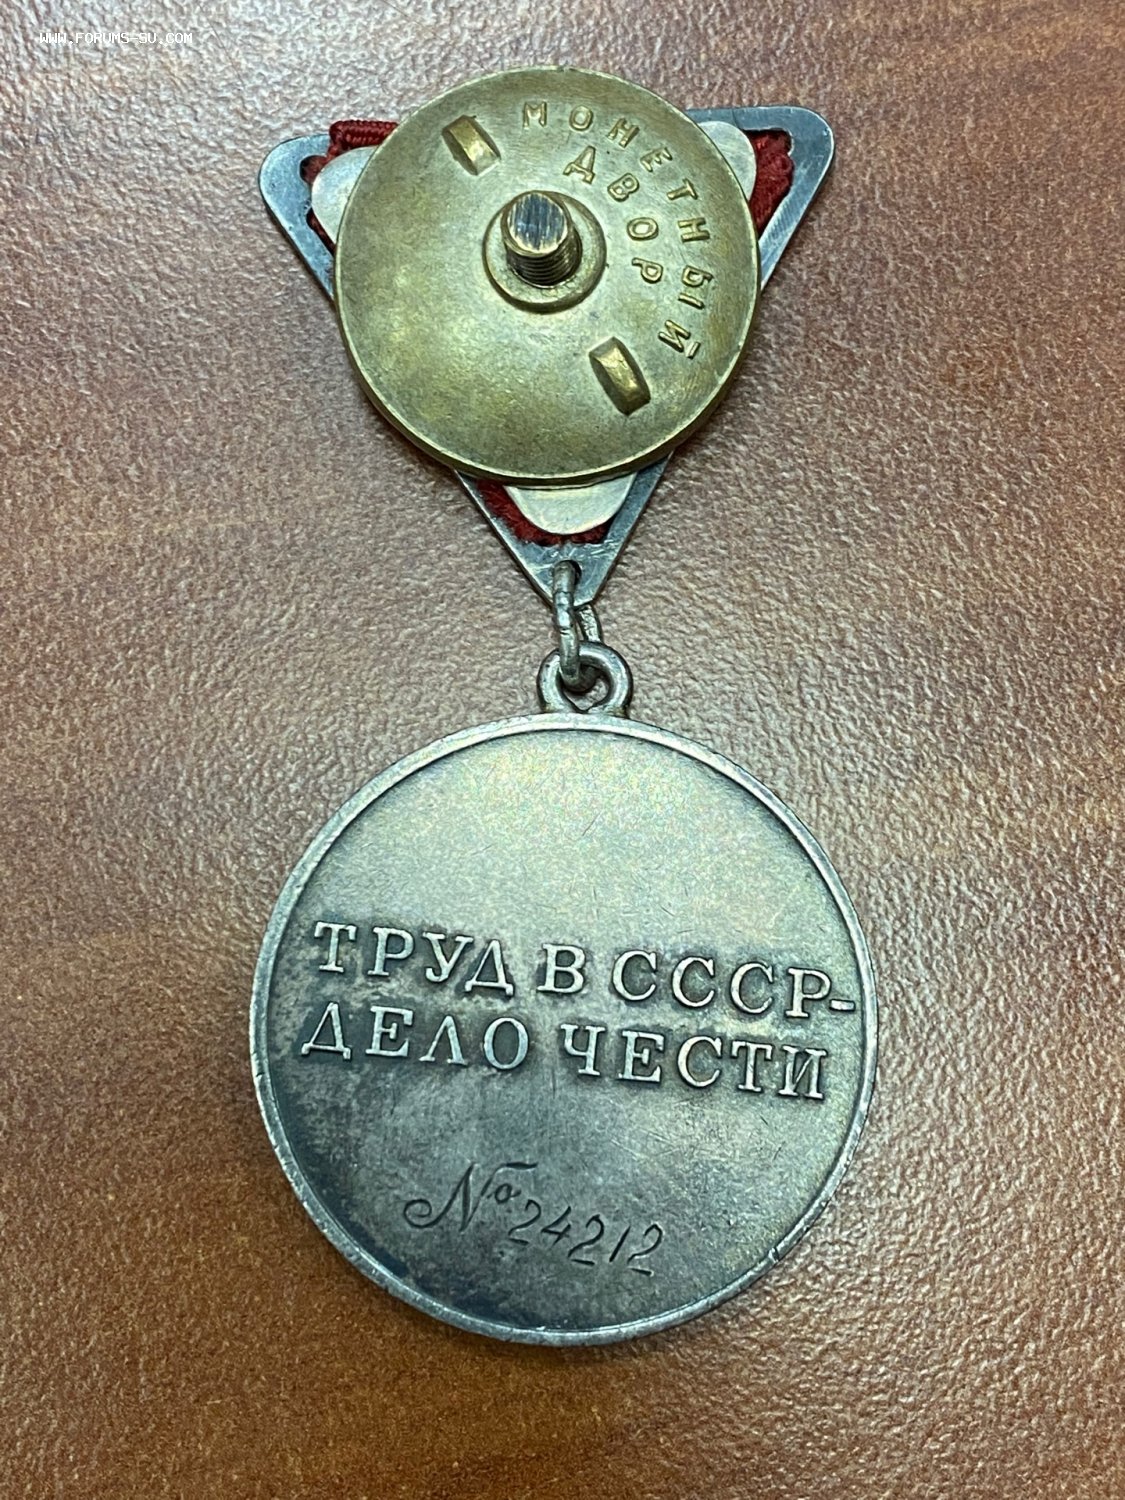 WWW.FORUMS-SU.COM
МОНЕТНЫЙ
ДВОР
ТРУД В СССР-
ДЕЛО ЧЕСТИ
№ 24212